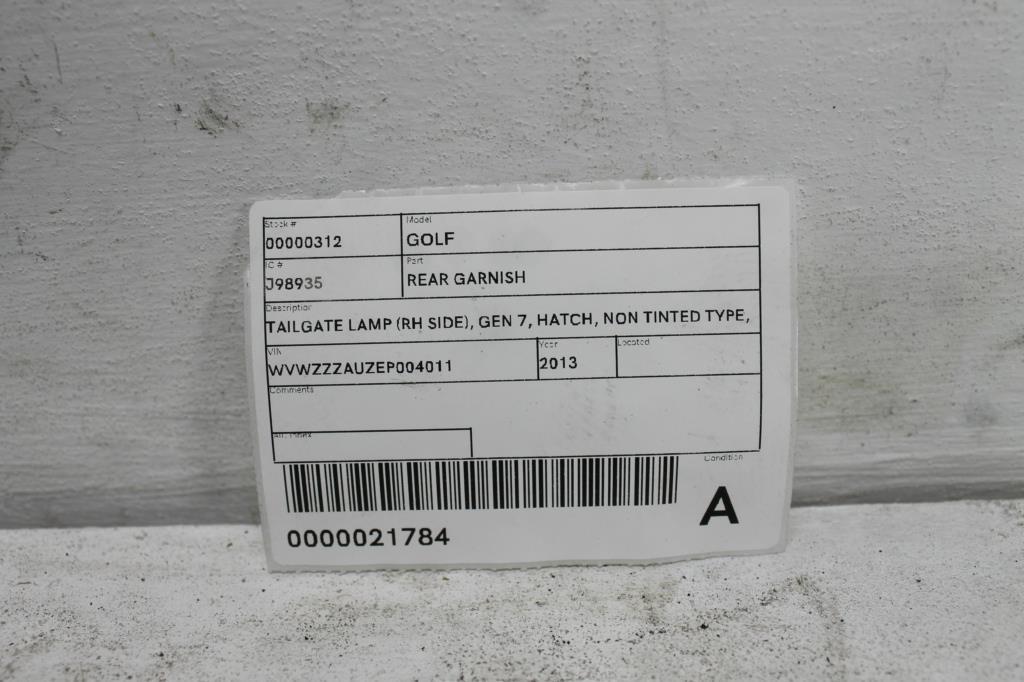 Stock # Model
00000312 GOLF
IC # Part
J98935 REAR GARNISH
Description
TAILGATE LAMP (RH SIDE), GEN 7, HATCH, NON TINTED TYPE,
VIN Year Located
WVWZZZAUZEP004011 2013
Comments
Condition
A
0000021784